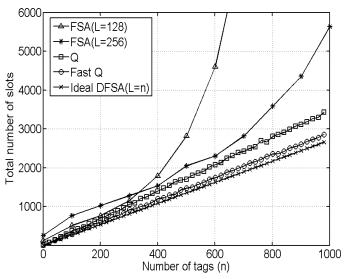 6000
5000
4000
3000
2000
1000
0
Total number of slots
FSA(L=128)
FSA(L=256)
Q
Fast Q
Ideal DFSA(L=n)
0 200 400 600 800 1000
Number of tags (n)